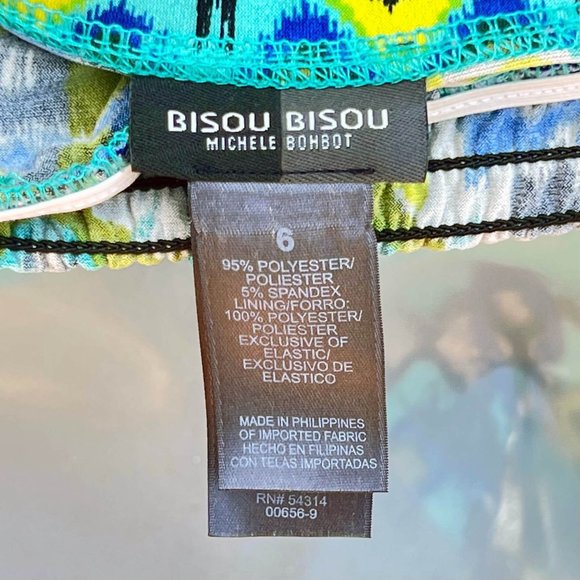 BISOU BISOU
MICHELE BOHBOT
6
95% POLYESTER/
POLIESTER
5% SPANDEX
LINING/FORRO:
100% POLYESTER/
POLIESTER
EXCLUSIVE OF
ELASTIC/
EXCLUSIVO DE
ELASTICO
MADE IN PHILIPPINES
OF IMPORTED FABRIC
HECHO EN FILIPINAS
CON TELAS IMPORTADAS
RN# 54314
00656-9